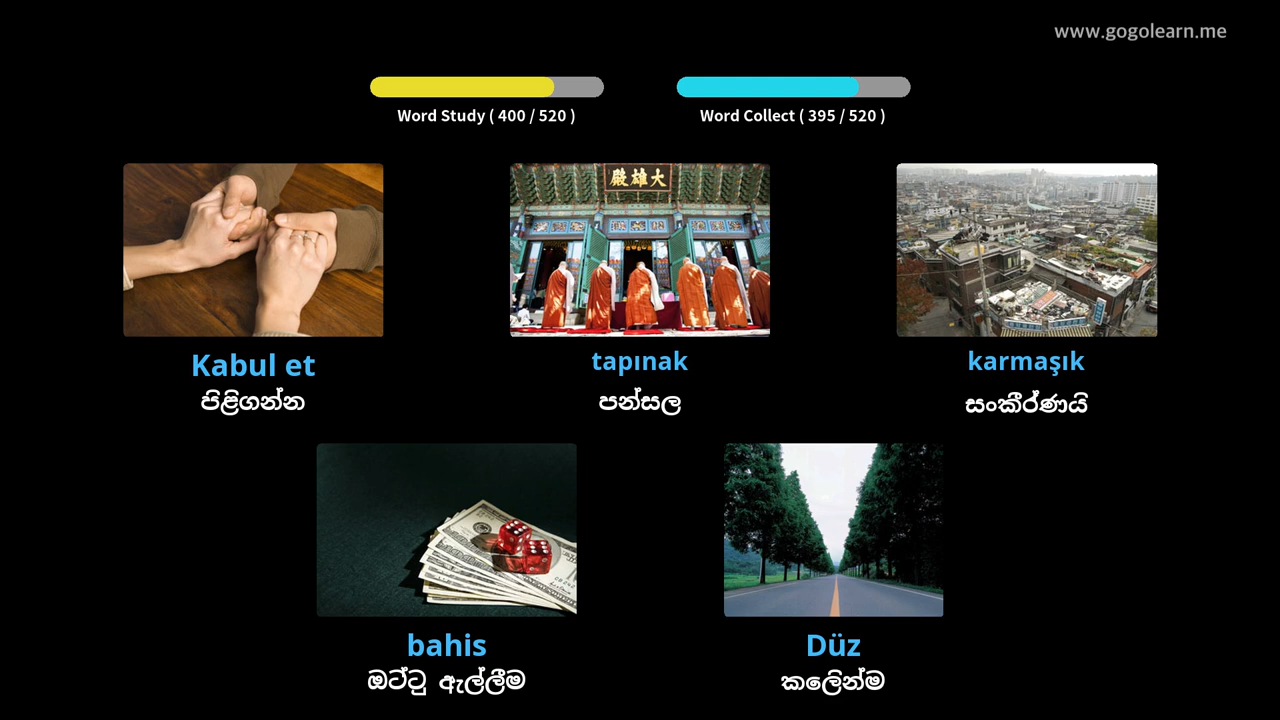 www.gogolearn.me
Word Study ( 400 / 520 )
Word Collect ( 395 / 520 )
大雄殿
Kabul et
පිළිගන්න
tapınak
පන්සල
karmaşık
සංකීර්ණයි
bahis
ඔට්ටු ඇල්ලීම
Düz
කෙලින්ම